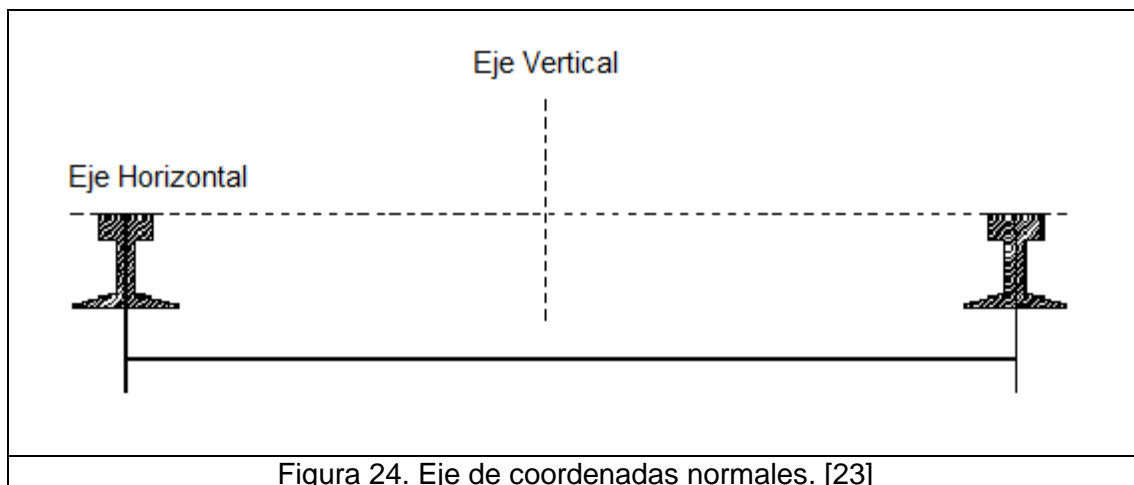 Eje Vertical
Eje Horizontal
Figura 24. Eje de coordenadas normales. [23]